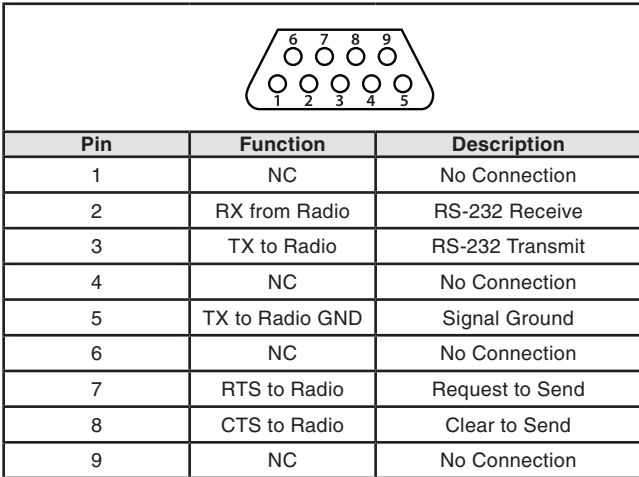 6 7 8 9
1 2 3 4 5
Pin Function Description
1 NC No Connection
2 RX from Radio RS-232 Receive
3 TX to Radio RS-232 Transmit
4 NC No Connection
5 TX to Radio GND Signal Ground
6 NC No Connection
7 RTS to Radio Request to Send
8 CTS to Radio Clear to Send
9 NC No Connection